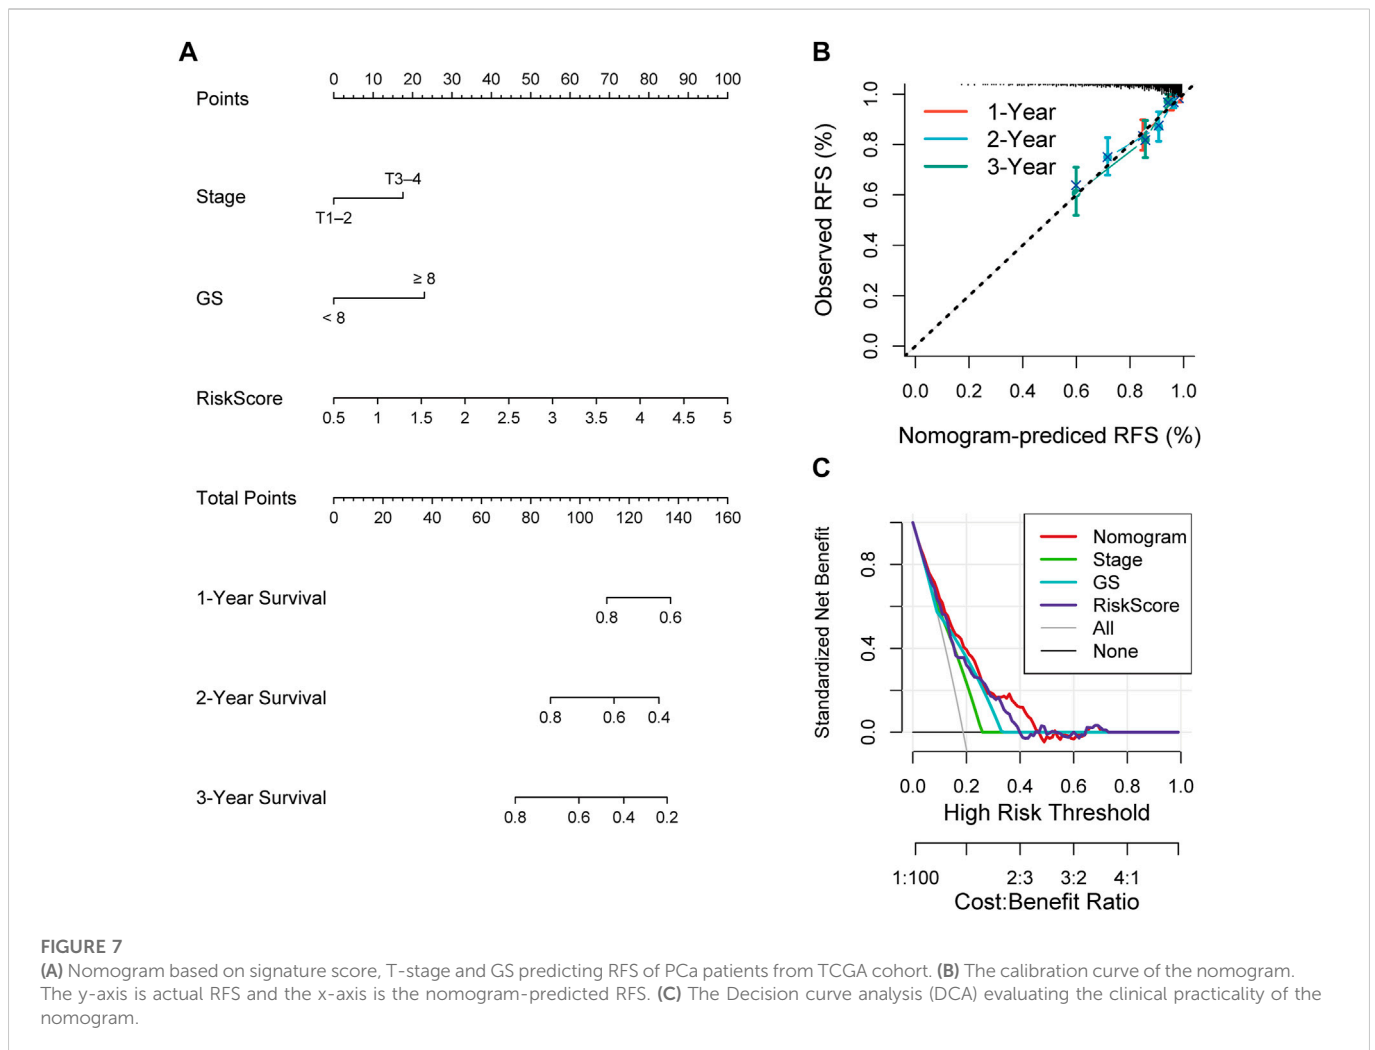 A
0 10 20 30 40 50 60 70 80 90 100
Points
T3–4
Stage
T1–2
≥ 8
GS
< 8
RiskScore
0.5 1 1.5 2 2.5 3 3.5 4 4.5 5
Total Points
0 20 40 60 80 100 120 140 160
1-Year Survival
0.8 0.6
2-Year Survival
0.8 0.6 0.4
3-Year Survival
0.8 0.6 0.4 0.2
B
Observed RFS (%)
1.0
0.8
0.6
0.4
0.2
0.0
1-Year
2-Year
3-Year
0.0 0.2 0.4 0.6 0.8 1.0
Nomogram-prediced RFS (%)
C
Standardized Net Benefit
0.8
0.4
0.0
Nomogram
Stage
GS
RiskScore
All
None
0.0 0.2 0.4 0.6 0.8 1.0
High Risk Threshold
1:100 2:3 3:2 4:1
Cost:Benefit Ratio
FIGURE 7
(A) Nomogram based on signature score, T-stage and GS predicting RFS of PCa patients from TCGA cohort. (B) The calibration curve of the nomogram.
The y-axis is actual RFS and the x-axis is the nomogram-predicted RFS. (C) The Decision curve analysis (DCA) evaluating the clinical practicality of the
nomogram.